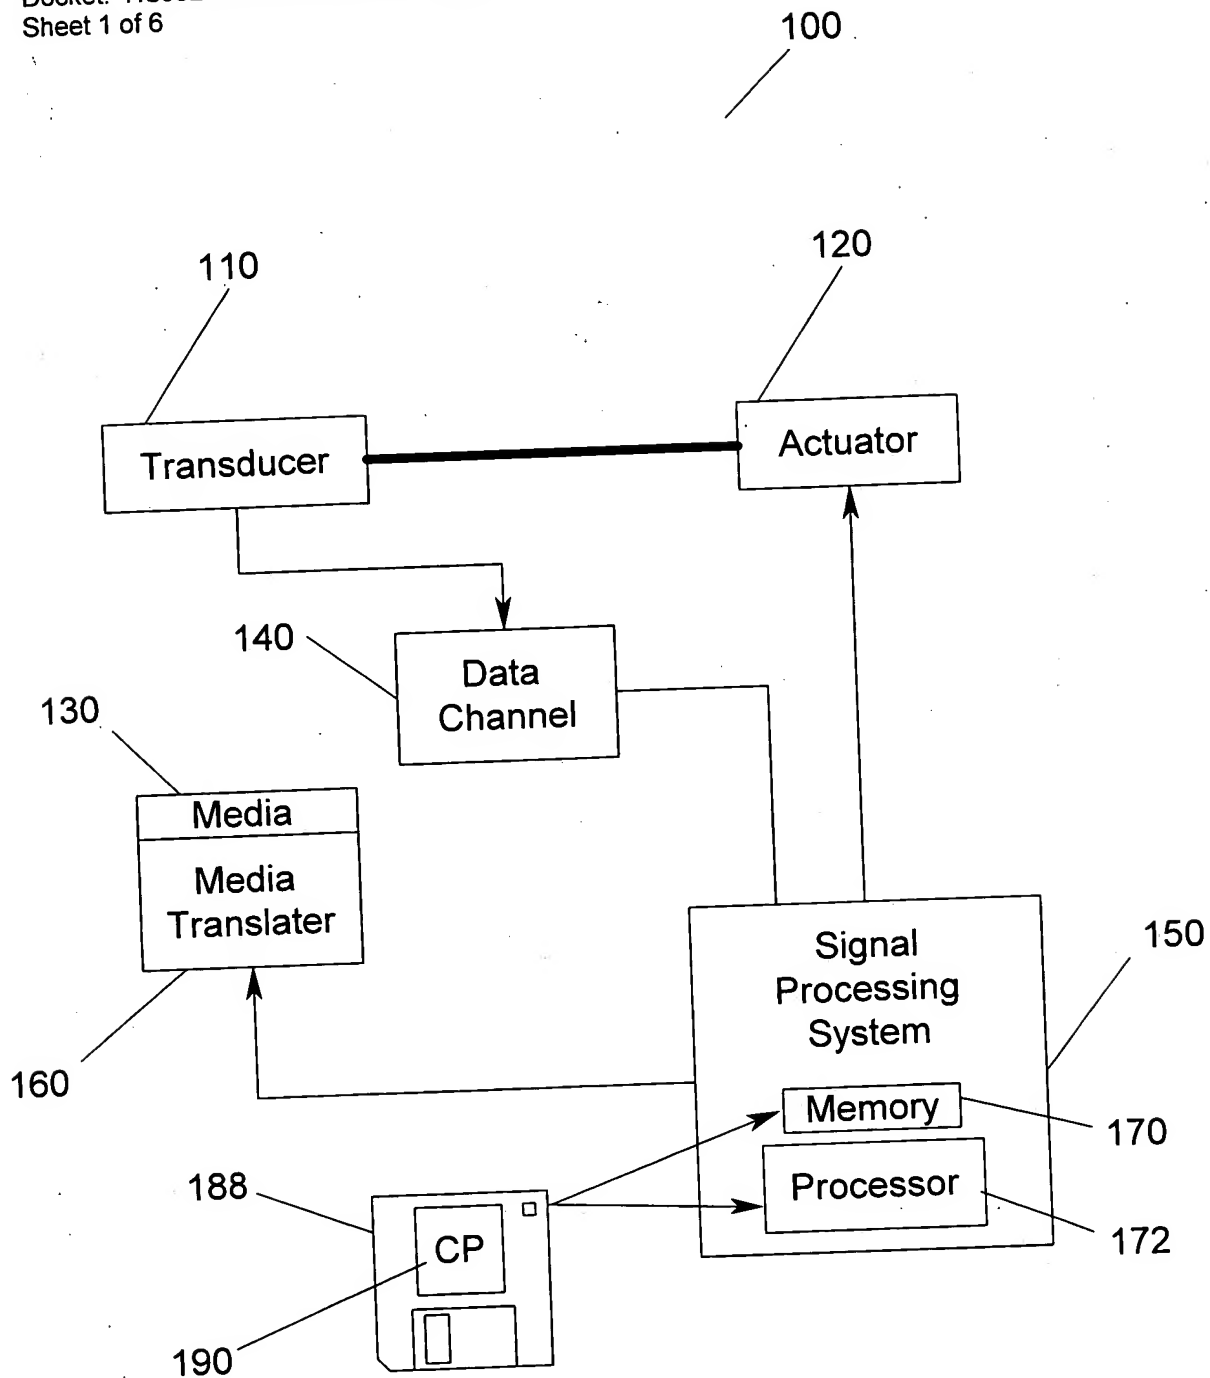 Sheet 1 of 6
100
110
120
Transducer
Actuator
140
Data
Channel
130
Media
Media
Translater
160
Signal
Processing
System
150
Memory
170
Processor
172
188
CP
190